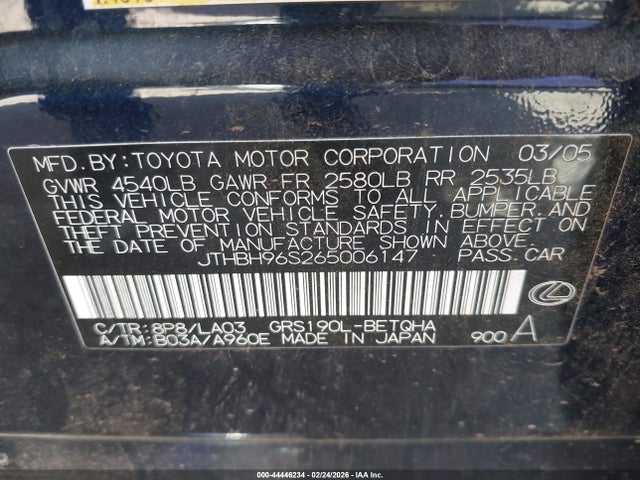 MFD.BY:TOYOTA MOTOR CORPORATION 03/05
GVWR 4540LB GAWR-FR 2580LB RR 2535LB
THIS VEHICLE CONFORMS TO ALL APPLICABLE
FEDERAL MOTOR VEHICLE SAFETY,BUMPER,AND
THEFT PREVENTION STANDARDS IN EFFECT ON
THE DATE OF MANUFACTURE SHOWN ABOVE.
JTHBH96S265006147 PASS.CAR
C/TR:8P8/LA03 GRS190L-BETQHA
A/TM:B03A/A960E MADE IN JAPAN 900 A
000-44446234 - 02/24/2026 - IAA Inc.